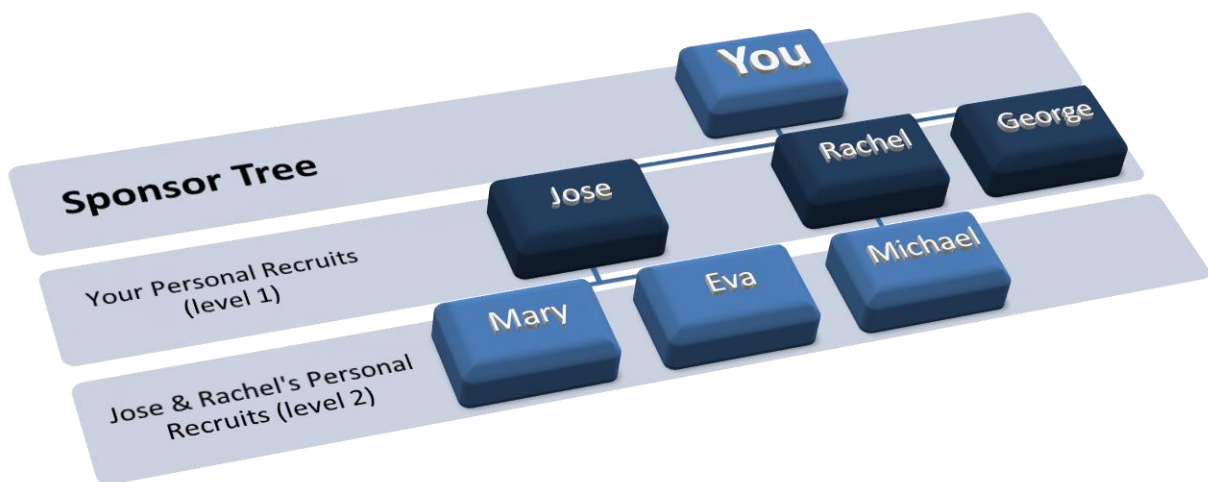 You
Sponsor Tree
Jose
Rachel
George
Your Personal Recruits
(level 1)
Mary
Eva
Michael
Jose & Rachel's Personal
Recruits (level 2)